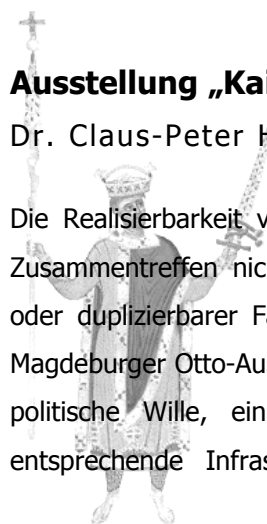 Ausstellung „Kai
Dr. Claus-Peter H
Die Realisierbarkeit v
Zusammentreffen nic
oder duplizierbarer Fa
Magdeburger Otto-Au
politische Wille, ein
entsprechende Infras